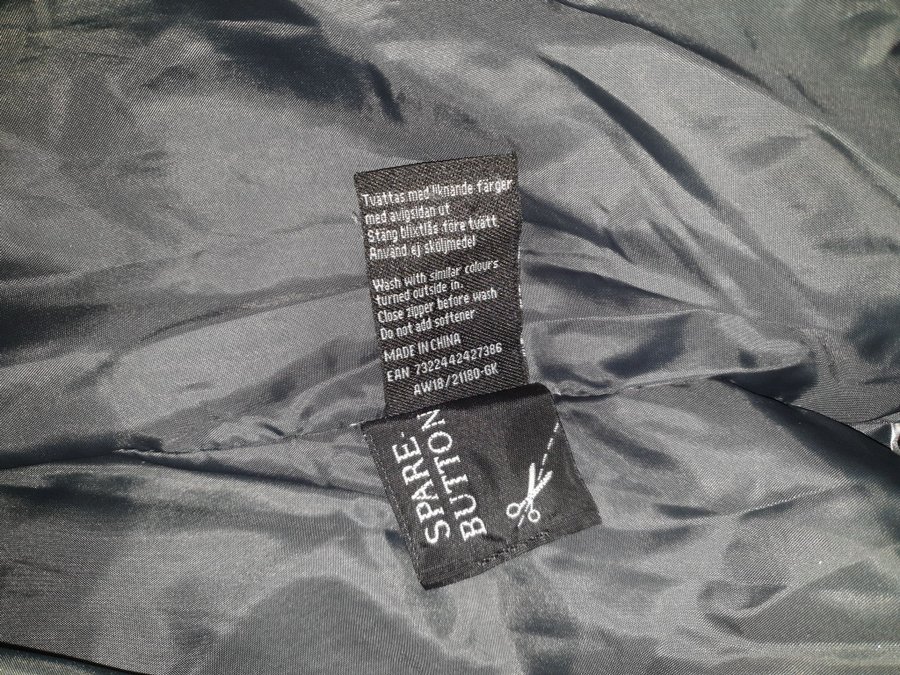 Tvättas med liknande färger
med avigsidan ut
Stäng blixtlås före tvätt.
Använd ej sköljmedel
Wash with similar colours
turned outside in.
Close zipper before wash
Do not add softener
MADE IN CHINA
EAN 7322442427386
AW18/21180-GK
SPARE-
BUTTON